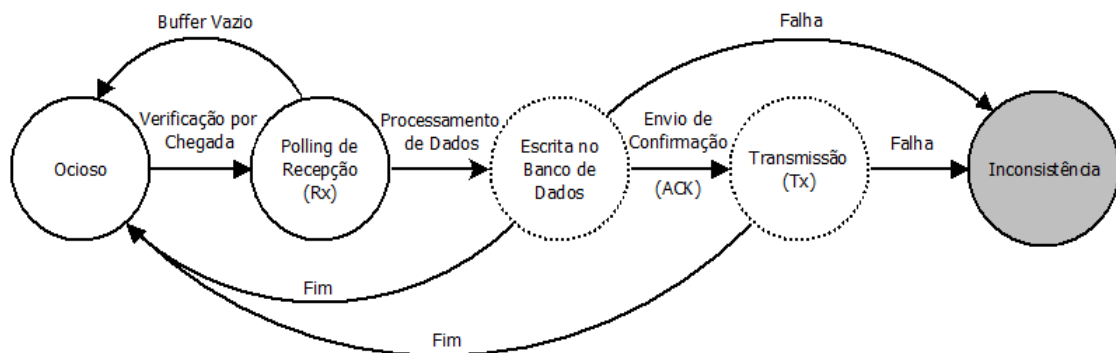 Buffer Vazio
Falha
Verificação por
Chegada
Processamento
de Dados
Envio de
Confirmação
(ACK)
Falha
Ocioso
Polling de
Recepção
(Rx)
Escrita no
Banco de
Dados
Transmissão
(Tx)
Inconsistência
Fim
Fim